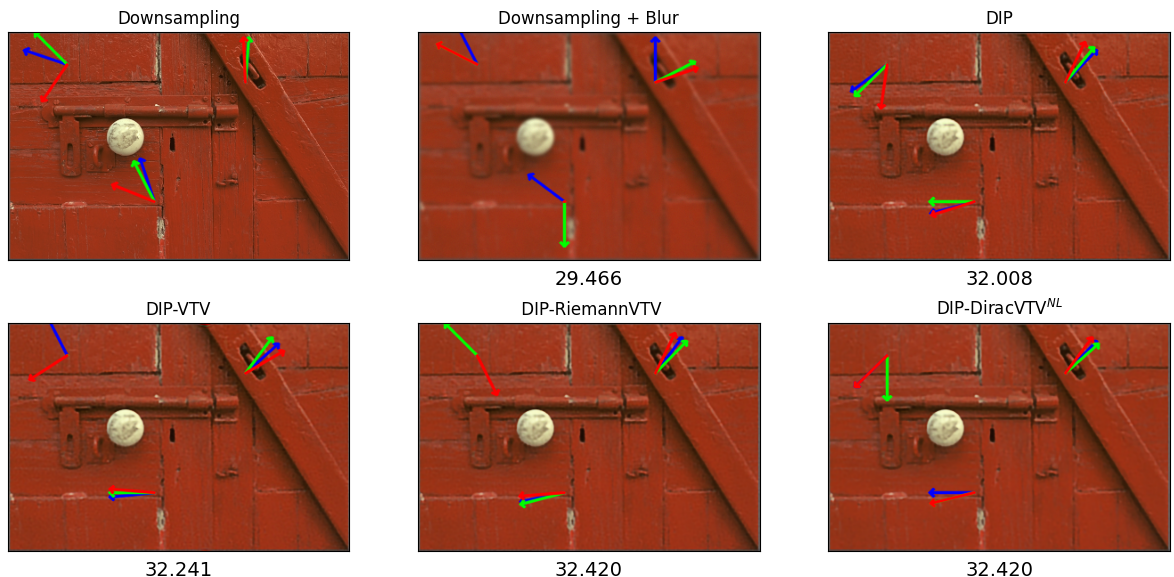 Downsampling
Downsampling + Blur
DIP
29.466
32.008
DIP-VTV
DIP-RiemannVTV
DIP-DiracVTV^{NL}
32.241
32.420
32.420